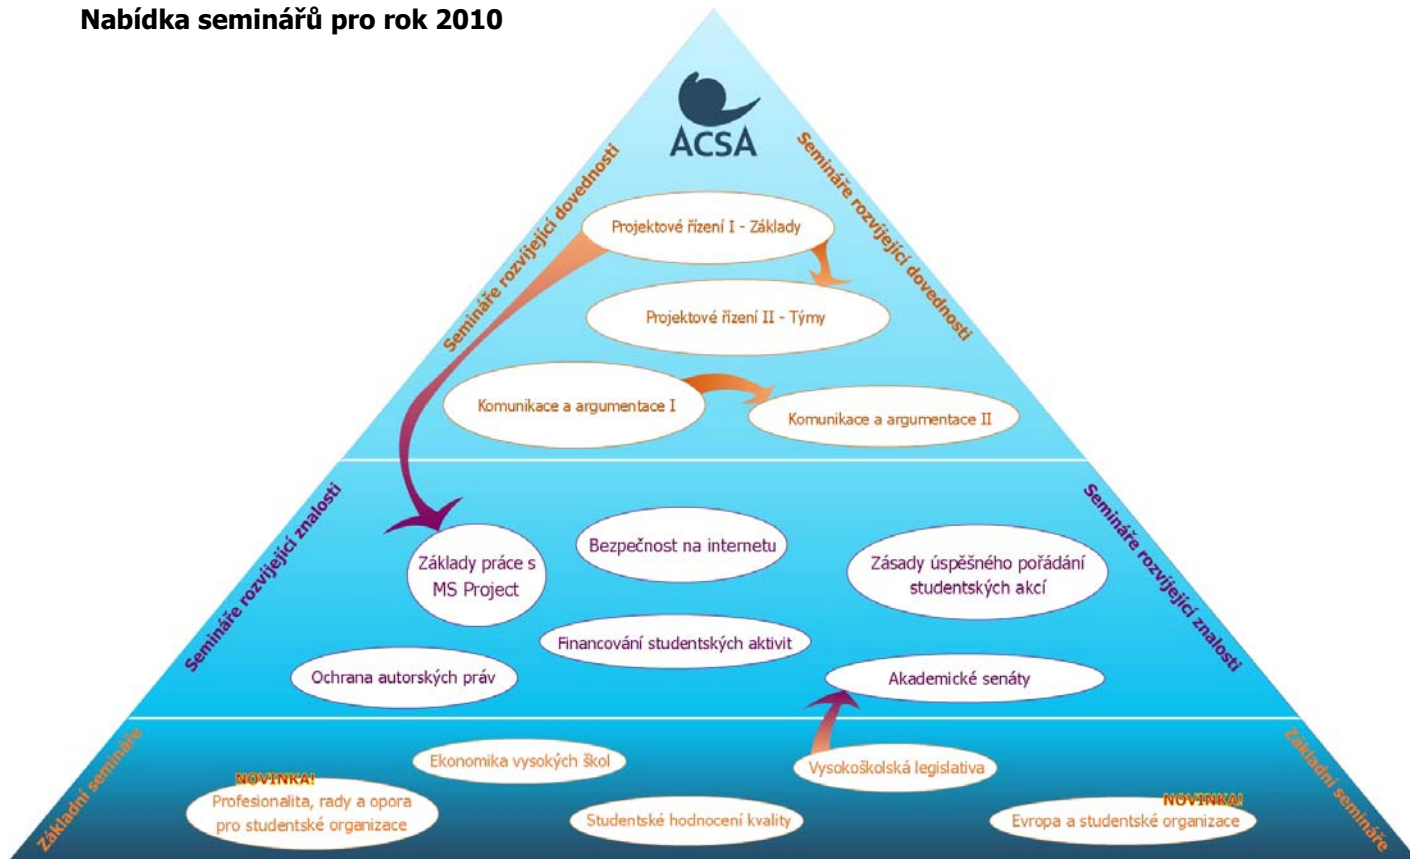 Nabídka seminářů pro rok 2010
ACSA
Semináře rozvíjející dovednosti
Semináře rozvíjející dovednosti
Projektové řízení I - Základy
Projektové řízení II - Týmy
Komunikace a argumentace I
Komunikace a argumentace II
Semináře rozvíjející znalosti
Semináře rozvíjející znalosti
Základy práce s
MS Project
Bezpečnost na internetu
Zásady úspěšného pořádání
studentských akcí
Financování studentských aktivit
Ochrana autorských práv
Akademické senáty
Základní semináře
Základní semináře
Ekonomika vysokých škol
Vysokoškolská legislativa
NOVINKA!
Profesionalita, rady a opora
pro studentské organizace
Studentské hodnocení kvality
NOVINKA!
Evropa a studentské organizace